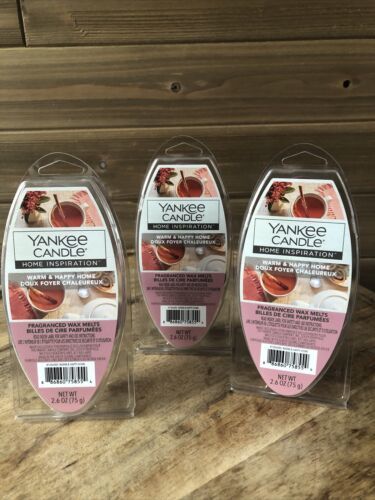 YANKEE
CANDLE®
HOME INSPIRATION®
WARM & HAPPY HOME
DOUX FOYER CHALEUREUX
FRAGRANCED WAX MELTS
BILLES DE CIRE PARFUMÉES
NET WT
2.6 OZ (75 g)
YANKEE
CANDLE®
HOME INSPIRATION®
WARM & HAPPY HOME
DOUX FOYER CHALEUREUX
FRAGRANCED WAX MELTS
BILLES DE CIRE PARFUMÉES
NET WT
2.6 OZ (75 g)
YANKEE
CANDLE®
HOME INSPIRATION®
WARM & HAPPY HOME
DOUX FOYER CHALEUREUX
FRAGRANCED WAX MELTS
BILLES DE CIRE PARFUMÉES
NET WT
2.6 OZ (75 g)